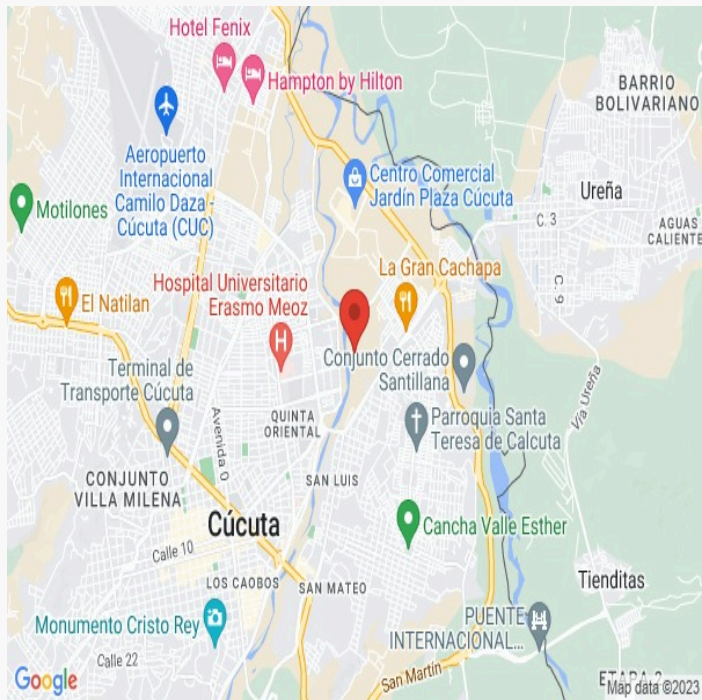 Hotel Fenix
Hampton by Hilton
BARRIO
BOLIVARIANO
Aeropuerto
Internacional
Camilo Daza -
Cúcuta (CUC)
Centro Comercial
Jardín Plaza Cúcuta
Ureña
Motilones
C. 3
AGUAS
CALIENTE
La Gran Cachapa
C. 9
Hospital Universitario
Erasmo Meoz
El Natilan
Conjunto Cerrado
Santillana
Terminal de
Transporte Cúcuta
Vía Ureña
Avenida 0
QUINTA
ORIENTAL
Parroquia Santa
Teresa de Calcuta
CONJUNTO
VILLA MILENA
SAN LUIS
Cúcuta
Cancha Valle Esther
Calle 10
LOS CAOBOS
SAN MATEO
Tienditas
Monumento Cristo Rey
PUENTE
INTERNACIONAL...
Calle 22
San Martín
ETAPA 2
Google
Map data ©2023